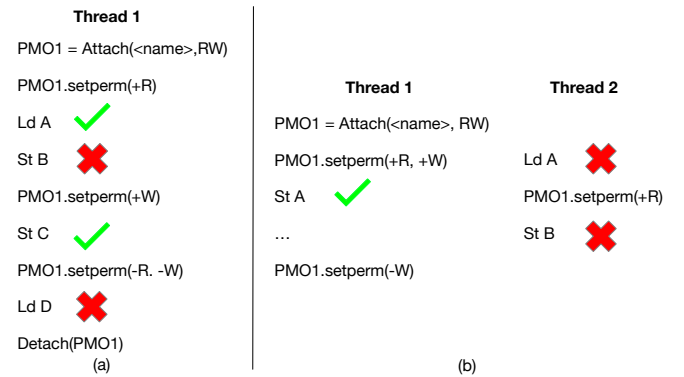 Thread 1
PMO1 = Attach(<name>,RW)
PMO1.setperm(+R)
Ld A
St B
PMO1.setperm(+W)
St C
PMO1.setperm(-R. -W)
Ld D
Detach(PMO1)
(a)
Thread 1
PMO1 = Attach(<name>, RW)
PMO1.setperm(+R, +W)
St A
...
PMO1.setperm(-W)
Thread 2
Ld A
PMO1.setperm(+R)
St B
(b)